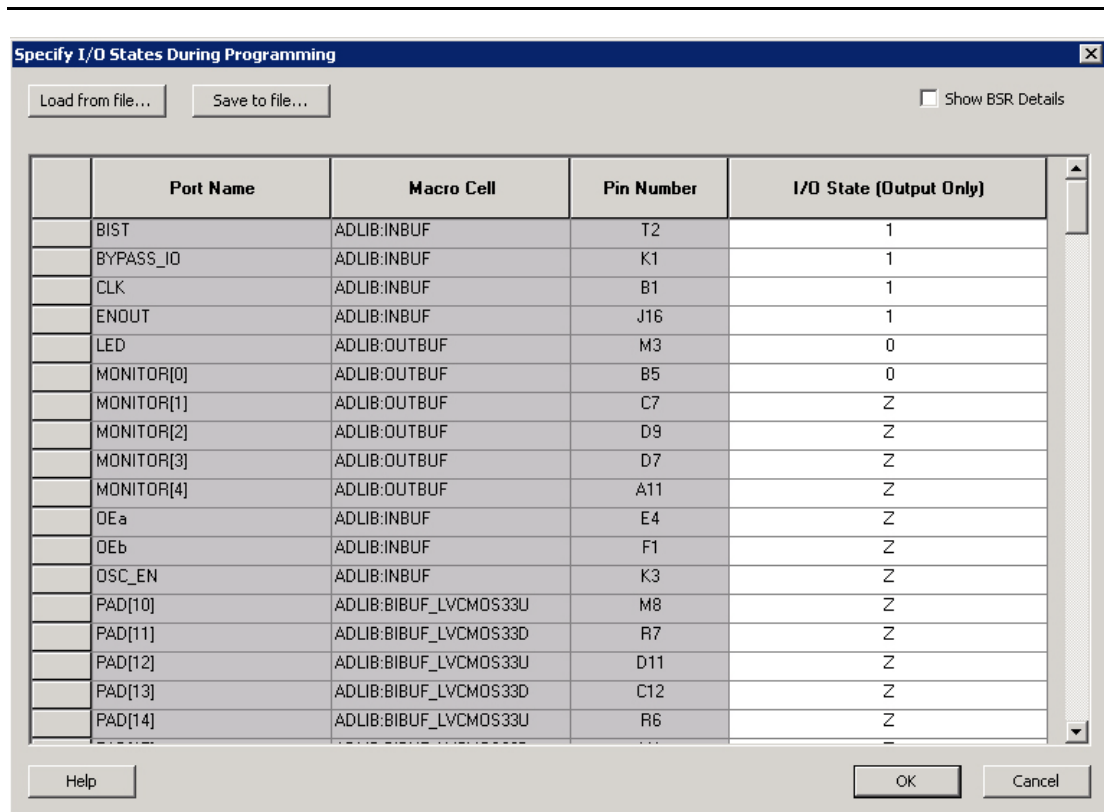 Specify I/O States During Programming
Load from file... Save to file... Show BSR Details
Port Name Macro Cell Pin Number I/O State (Output Only)
BIST ADLIB:INBUF T2 1
BYPASS_IO ADLIB:INBUF K1 1
CLK ADLIB:INBUF B1 1
ENOUT ADLIB:INBUF J16 1
LED ADLIB:OUTBUF M3 0
MONITOR[0] ADLIB:OUTBUF B5 0
MONITOR[1] ADLIB:OUTBUF C7 Z
MONITOR[2] ADLIB:OUTBUF D9 Z
MONITOR[3] ADLIB:OUTBUF D7 Z
MONITOR[4] ADLIB:OUTBUF A11 Z
OEa ADLIB:INBUF E4 Z
OEb ADLIB:INBUF F1 Z
OSC_EN ADLIB:INBUF K3 Z
PAD[10] ADLIB:BIBUF_LVCMOS33U M8 Z
PAD[11] ADLIB:BIBUF_LVCMOS33D R7 Z
PAD[12] ADLIB:BIBUF_LVCMOS33U D11 Z
PAD[13] ADLIB:BIBUF_LVCMOS33D C12 Z
PAD[14] ADLIB:BIBUF_LVCMOS33U R6 Z
Help OK Cancel